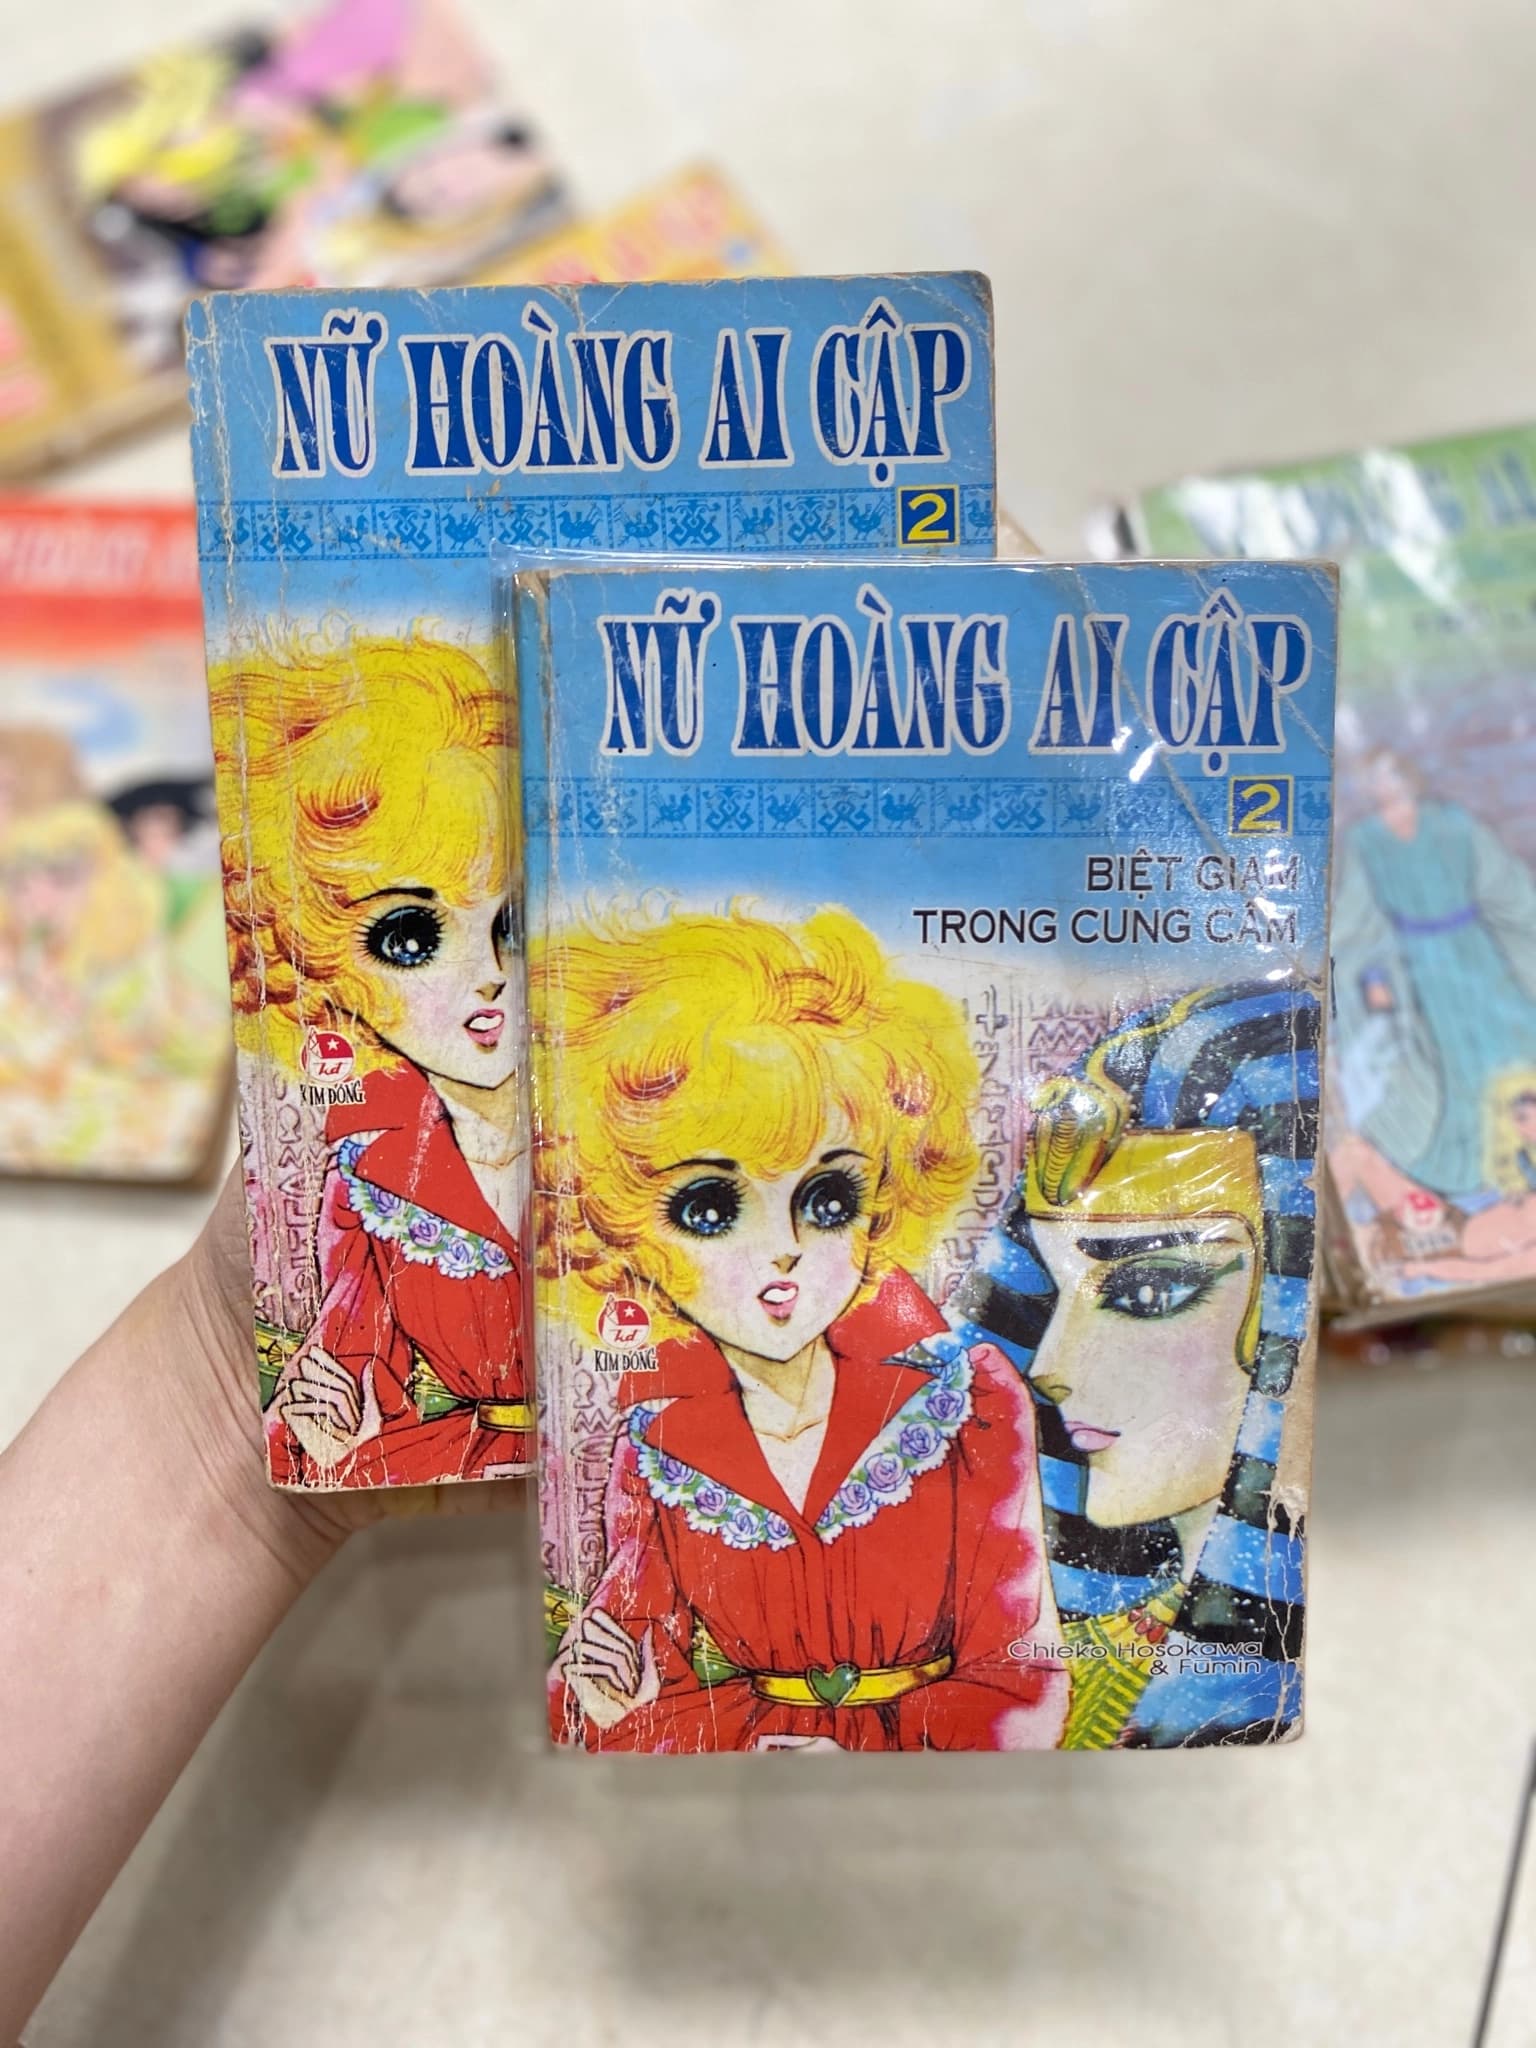 NỮ HOÀNG AI CẬP
2
KIM ĐỒNG
NỮ HOÀNG AI CẬP
2
BIỆT GIAM
TRONG CUNG CẤM
KIM ĐỒNG
Chieko Hosokawa
& Fūmin